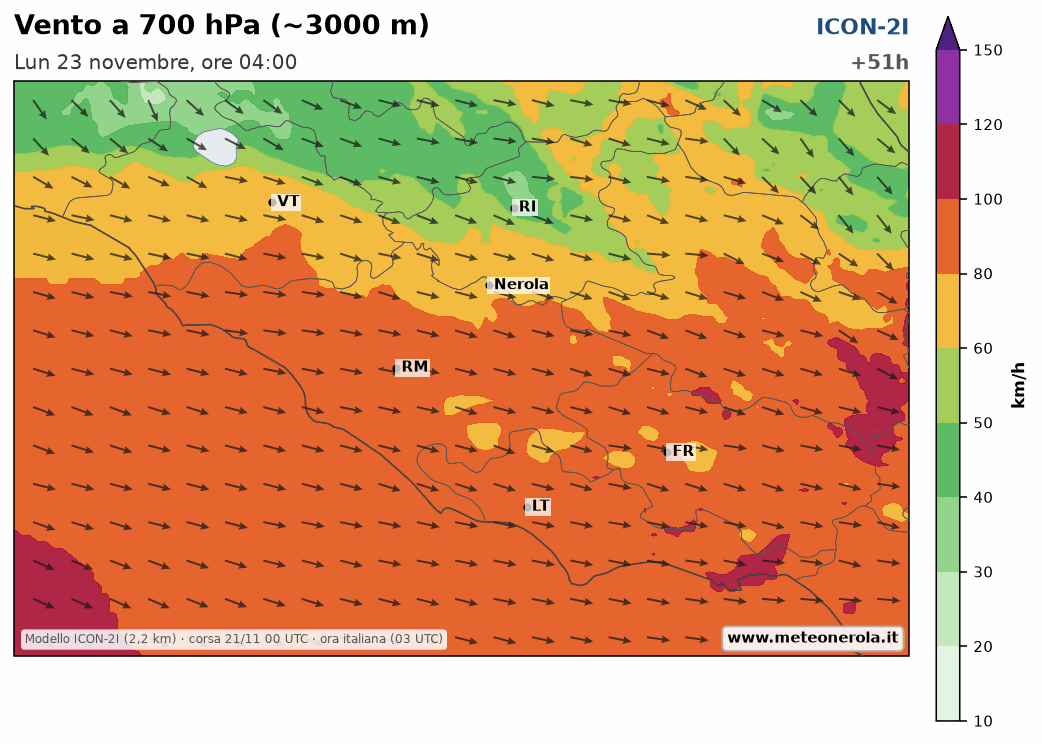 Vento a 700 hPa (~3000 m)
ICON-2I
Lun 23 novembre, ore 04:00
+51h
150
120
100
80
60
50
40
30
20
10
km/h
VT
RI
Nerola
RM
FR
LT
Modello ICON-2I (2,2 km) · corsa 21/11 00 UTC · ora italiana (03 UTC)
www.meteonerola.it